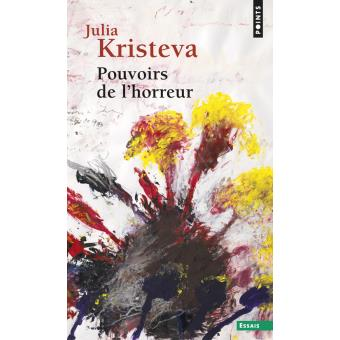 Julia
Kristeva
Pouvoirs
de l'horreur
POINTS
ESSAIS